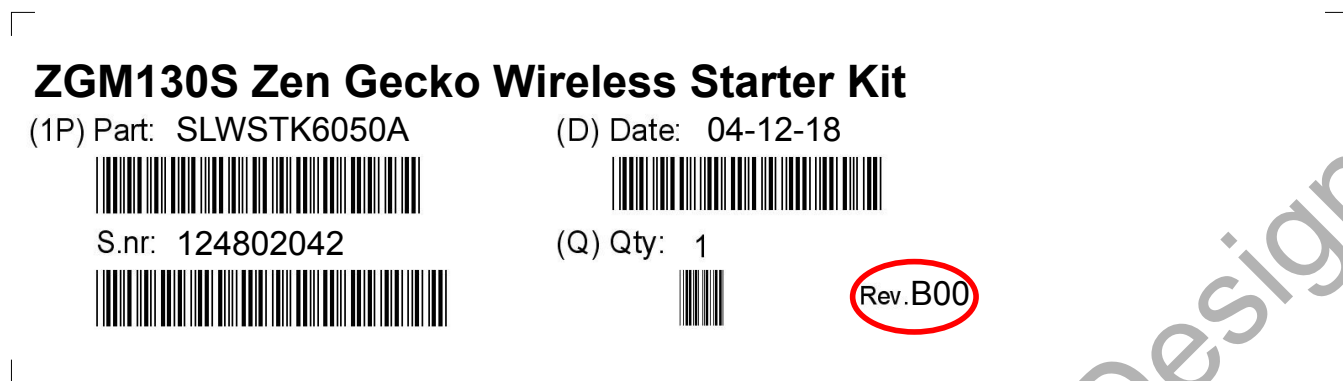 ZGM130S Zen Gecko Wireless Starter Kit
(1P) Part: SLWSTK6050A (D) Date: 04-12-18
S.nr: 124802042 (Q) Qty: 1
Rev.B00
Design